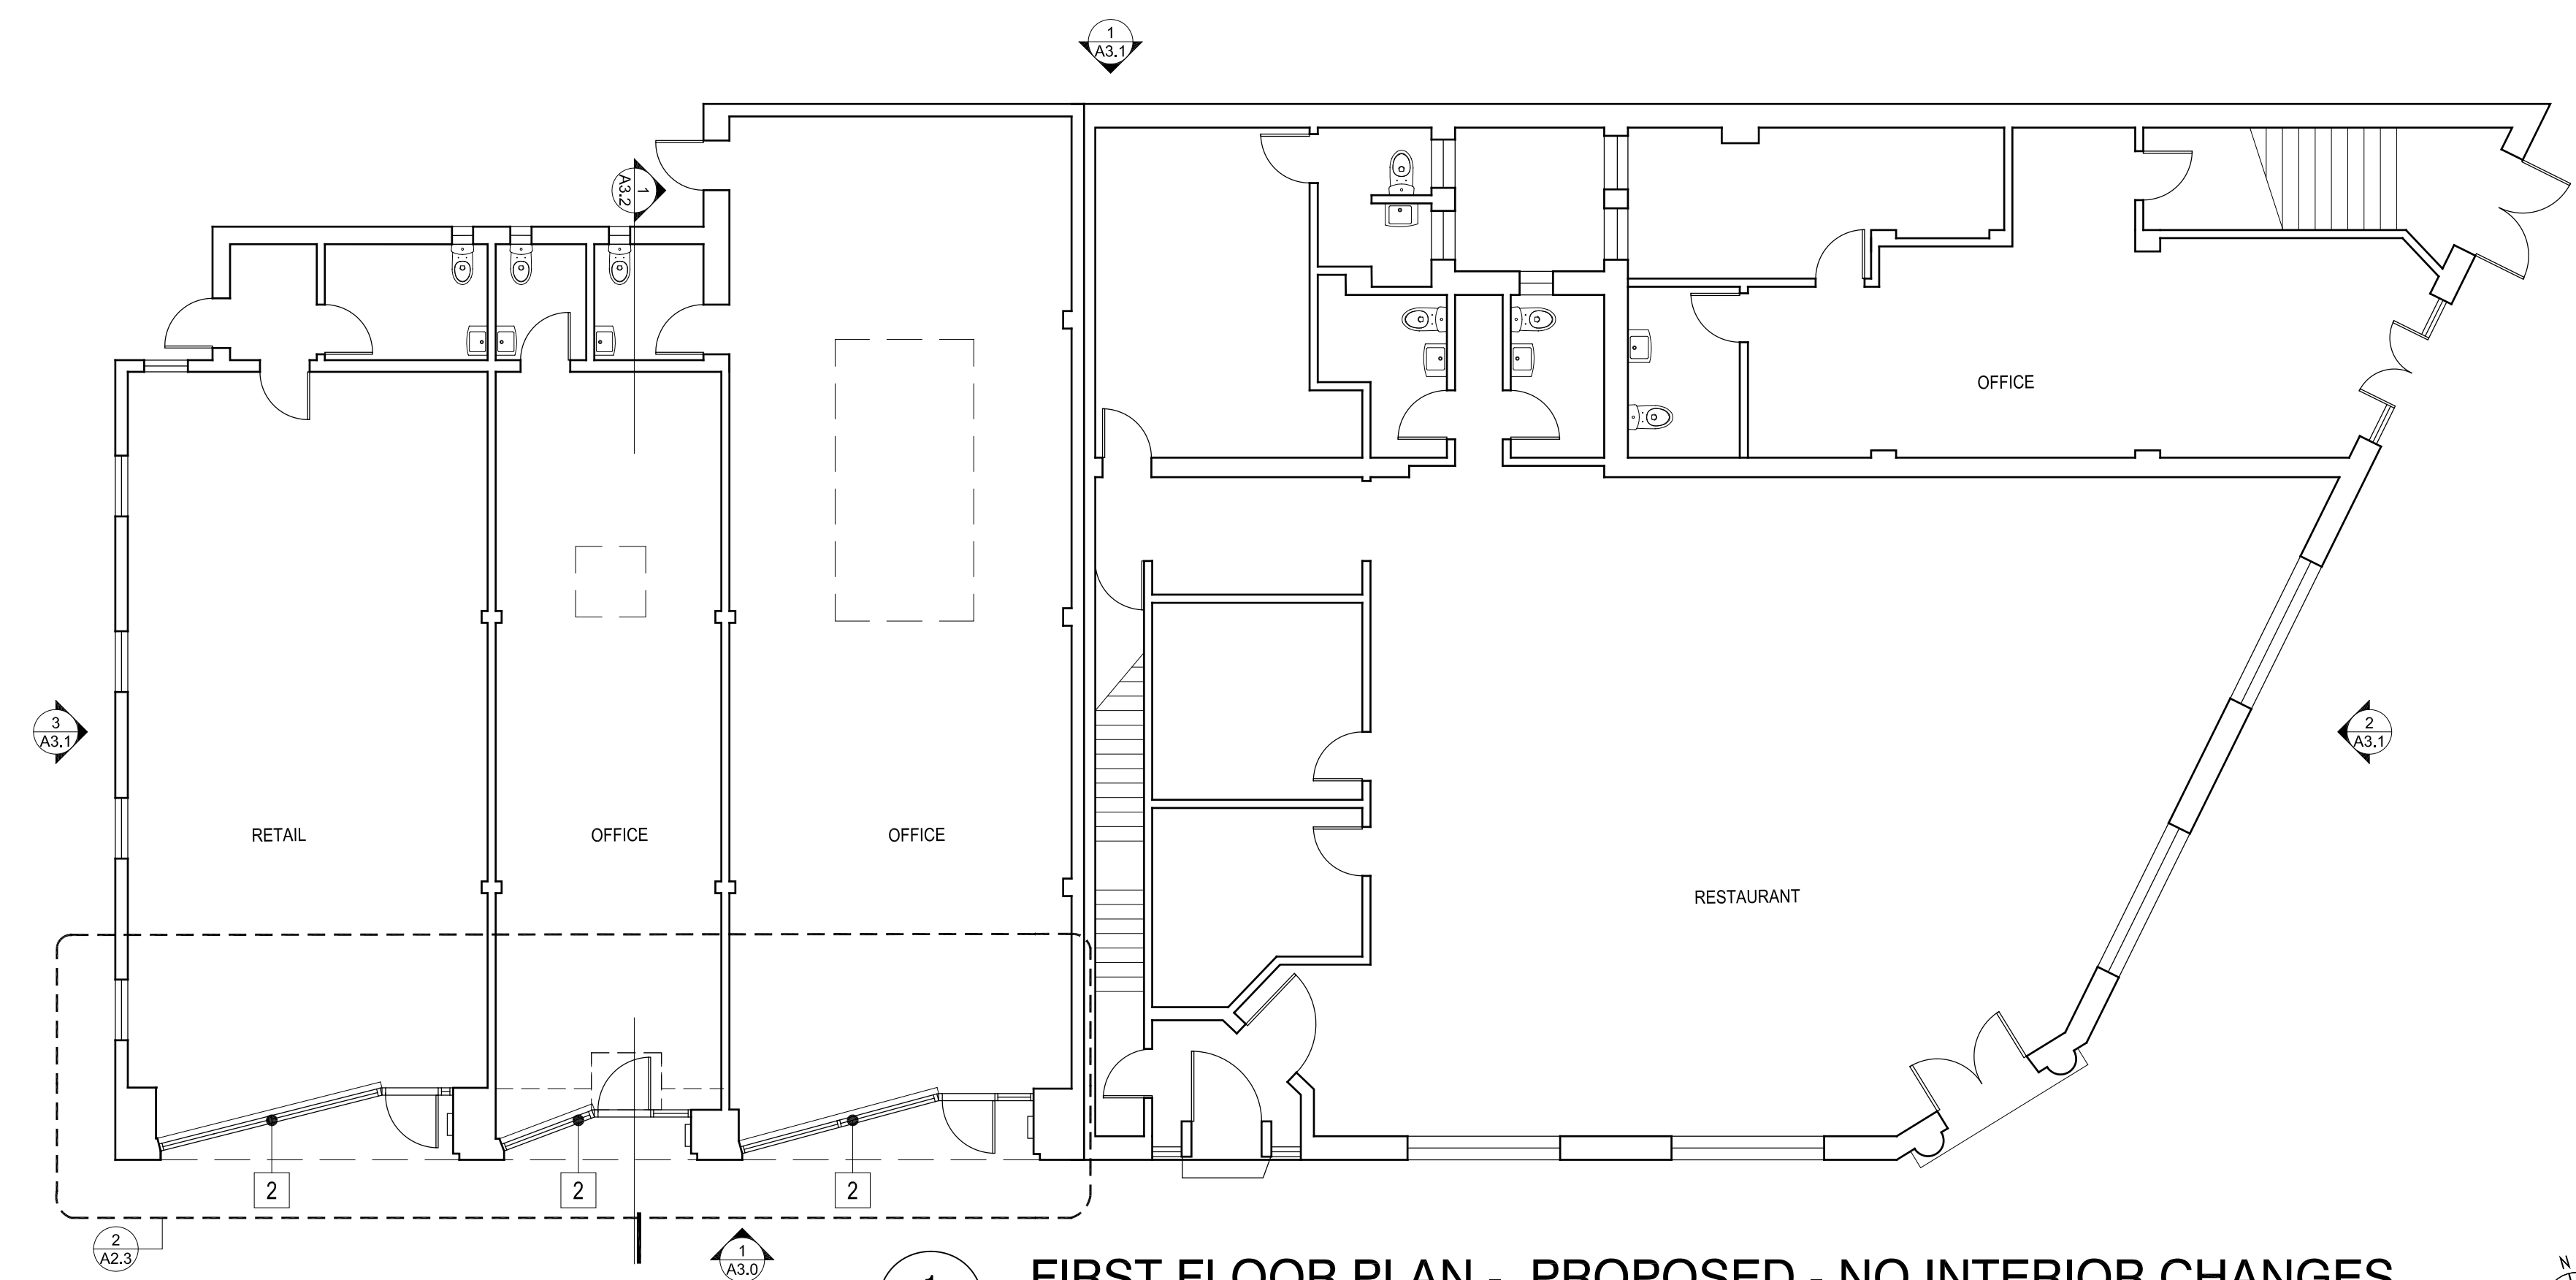 1
A3.1
1
A3.2
OFFICE
3
A3.1
2
A3.1
RETAIL
OFFICE
OFFICE
RESTAURANT
2
2
2
2
A2.3
1
A3.0
1
FIRST FLOOR PLAN - PROPOSED - NO INTERIOR CHANGES
N